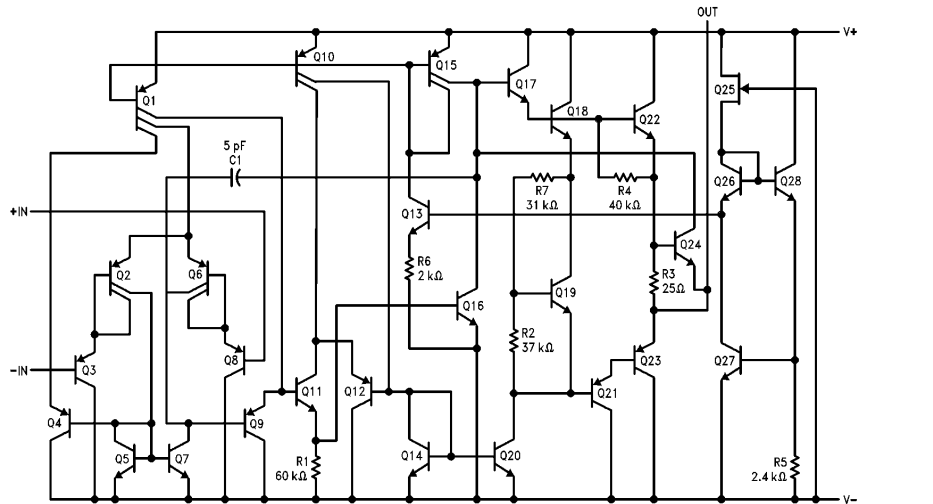 OUT
V+
Q10
Q15
Q1
Q17
Q18
Q22
Q25
5 pF
C1
R7
31 kΩ
R4
40 kΩ
Q26
Q28
+IN
Q13
Q24
Q2
Q6
R6
2 kΩ
R3
25Ω
Q16
Q19
R2
37 kΩ
Q8
Q23
Q27
-IN
Q3
Q11
Q12
Q21
Q4
Q9
Q5
Q7
R1
60 kΩ
Q14
Q20
R5
2.4 kΩ
V-